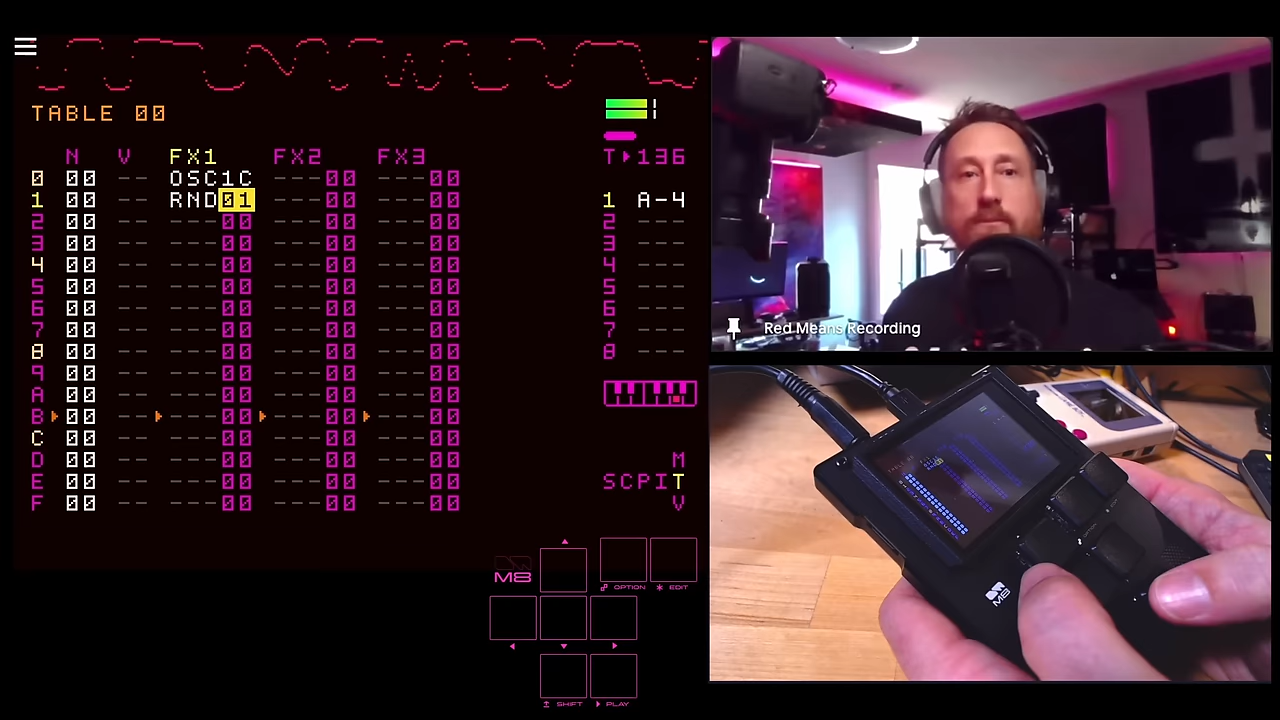 TABLE 00
N V FX1 FX2 FX3 T 136
0 00 -- OSC1C ---00 ---00
1 00 -- RND01 ---00 ---00 1 A-4
2 00 -- ---00 ---00 ---00 2 ---
3 00 -- ---00 ---00 ---00 3 ---
4 00 -- ---00 ---00 ---00 4 ---
5 00 -- ---00 ---00 ---00 5 ---
6 00 -- ---00 ---00 ---00 6 ---
7 00 -- ---00 ---00 ---00 7 ---
8 00 -- ---00 ---00 ---00 8 ---
9 00 -- ---00 ---00 ---00
A 00 -- ---00 ---00 ---00
B 00 -- ---00 ---00 ---00
C 00 -- ---00 ---00 ---00
D 00 -- ---00 ---00 ---00 M
E 00 -- ---00 ---00 ---00 SCPIT
F 00 -- ---00 ---00 ---00 V
M8
OPTION EDIT
SHIFT PLAY
Red Means Recording
M8